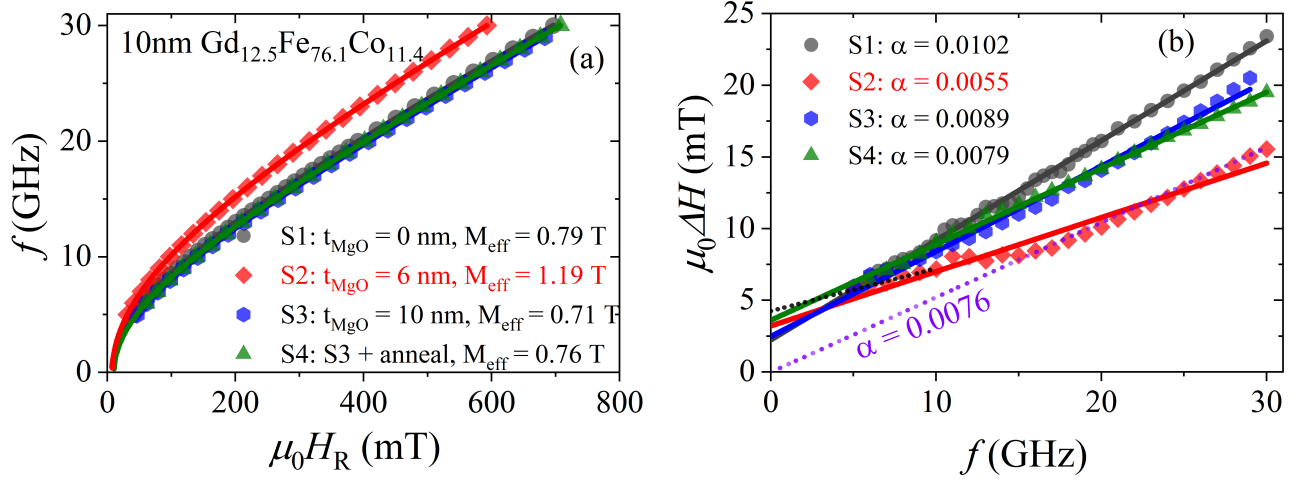 10nm Gd12.5Fe76.1Co11.4
(a)
30
20
10
0
f (GHz)
S1: tMgO = 0 nm, Meff = 0.79 T
S2: tMgO = 6 nm, Meff = 1.19 T
S3: tMgO = 10 nm, Meff = 0.71 T
S4: S3 + anneal, Meff = 0.76 T
0 200 400 600 800
μ0HR (mT)
(b)
25
20
15
10
5
0
μ0ΔH (mT)
S1: α = 0.0102
S2: α = 0.0055
S3: α = 0.0089
S4: α = 0.0079
α = 0.0076
0 10 20 30
f (GHz)